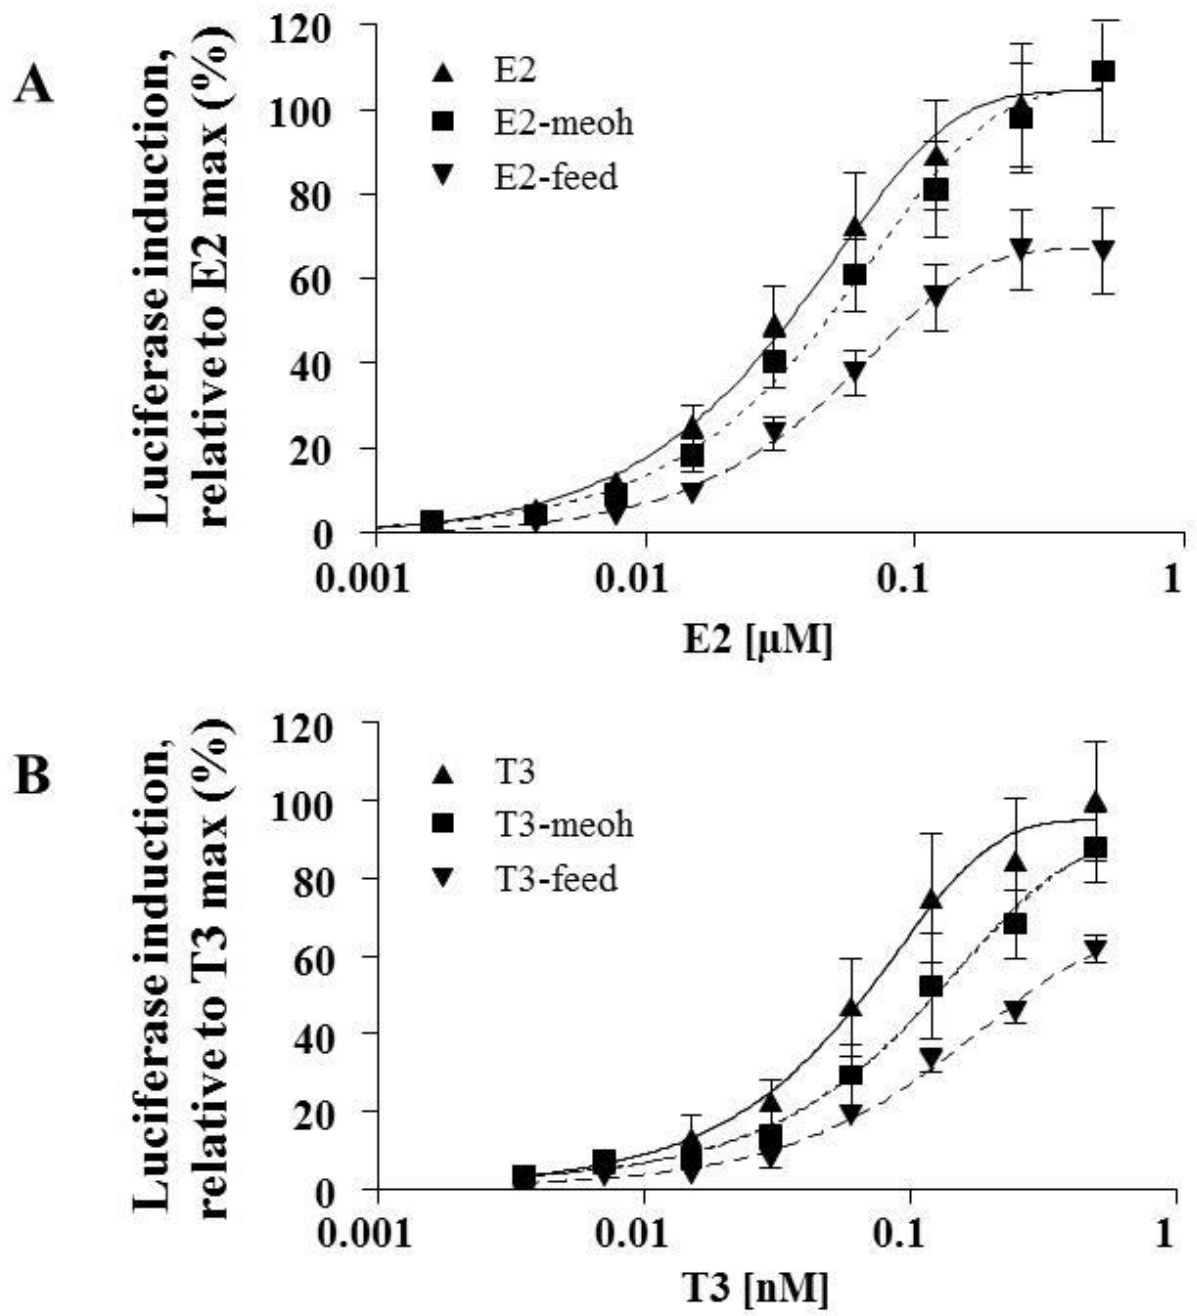 A
Luciferase induction,
relative to E2 max (%)
120
100
80
60
40
20
0
E2
E2-meoh
E2-feed
0.001
0.01
0.1
1
E2 [µM]
B
Luciferase induction,
relative to T3 max (%)
120
100
80
60
40
20
0
T3
T3-meoh
T3-feed
0.001
0.01
0.1
1
T3 [nM]